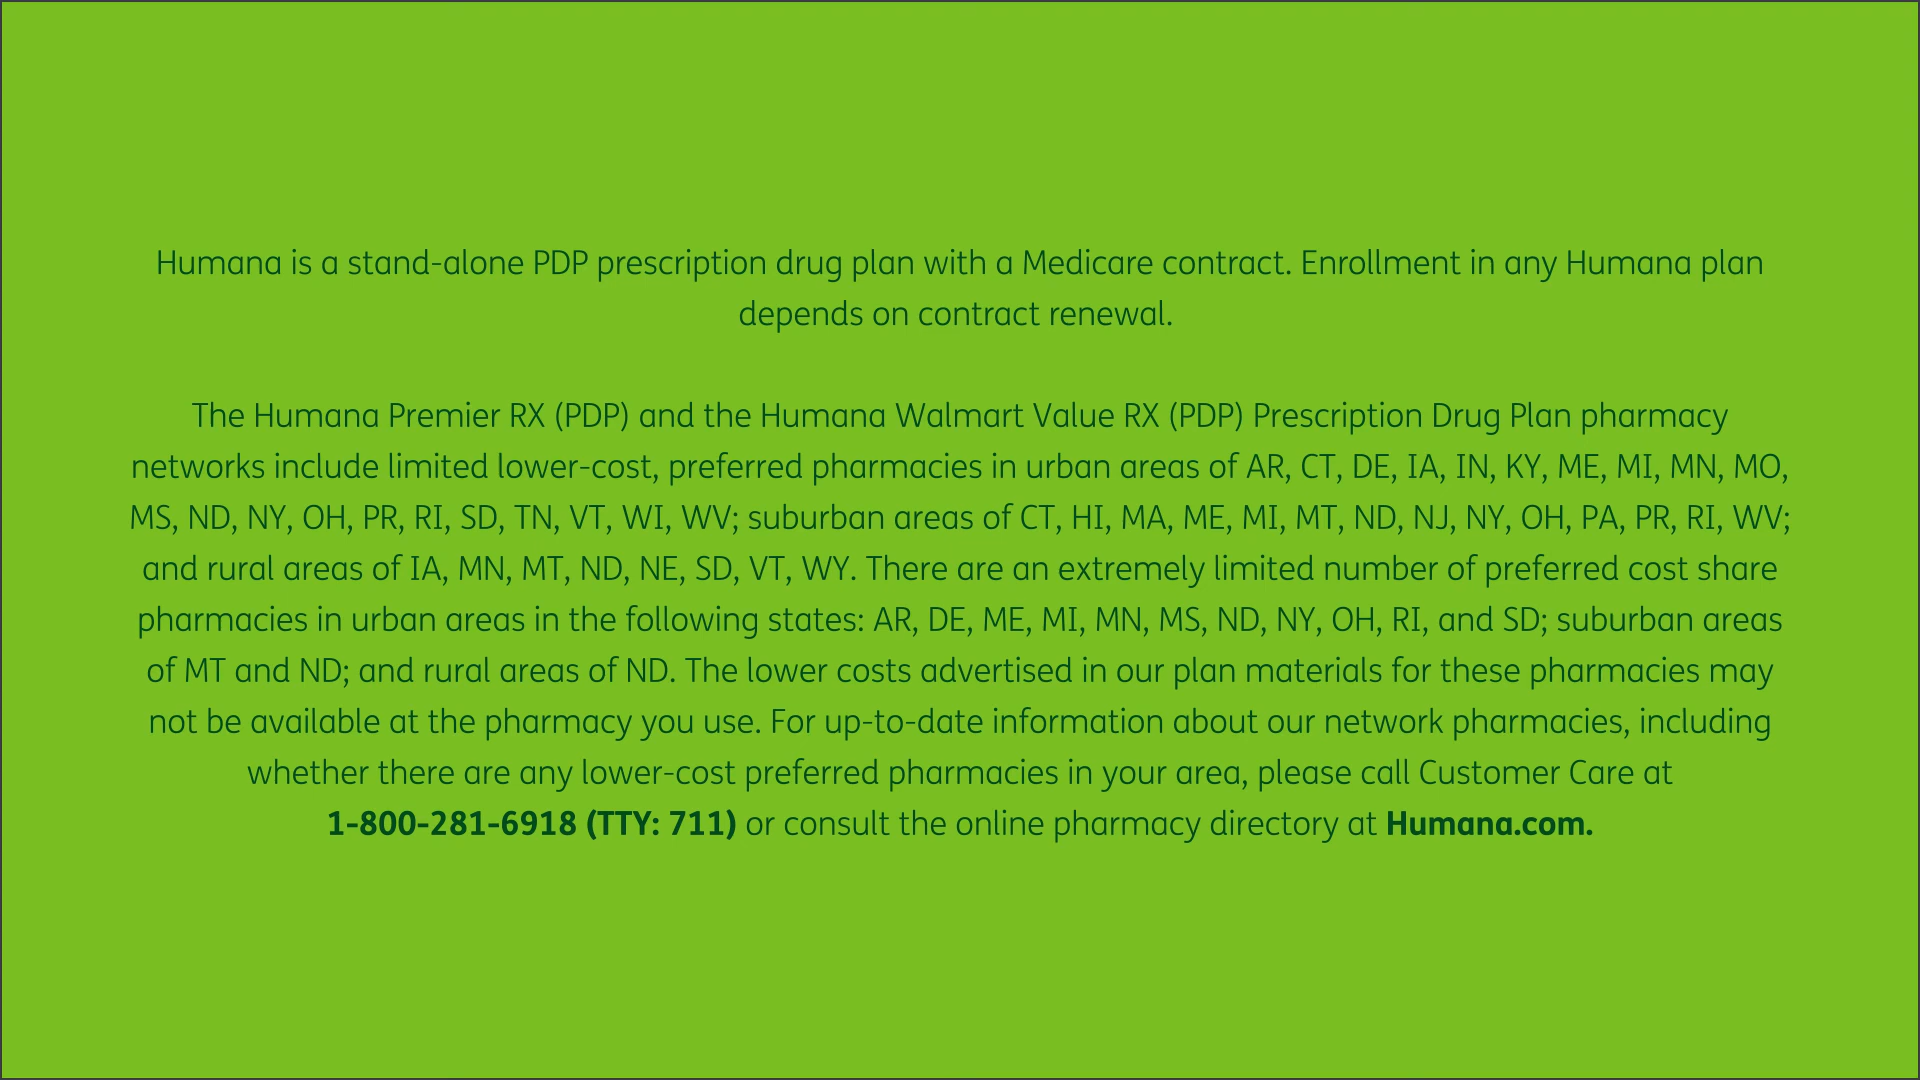 Humana is a stand-alone PDP prescription drug plan with a Medicare contract. Enrollment in any Humana plan
depends on contract renewal.
The Humana Premier RX (PDP) and the Humana Walmart Value RX (PDP) Prescription Drug Plan pharmacy
networks include limited lower-cost, preferred pharmacies in urban areas of AR, CT, DE, IA, IN, KY, ME, MI, MN, MO,
MS, ND, NY, OH, PR, RI, SD, TN, VT, WI, WV; suburban areas of CT, HI, MA, ME, MI, MT, ND, NJ, NY, OH, PA, PR, RI, WV;
and rural areas of IA, MN, MT, ND, NE, SD, VT, WY. There are an extremely limited number of preferred cost share
pharmacies in urban areas in the following states: AR, DE, ME, MI, MN, MS, ND, NY, OH, RI, and SD; suburban areas
of MT and ND; and rural areas of ND. The lower costs advertised in our plan materials for these pharmacies may
not be available at the pharmacy you use. For up-to-date information about our network pharmacies, including
whether there are any lower-cost preferred pharmacies in your area, please call Customer Care at
1-800-281-6918 (TTY: 711) or consult the online pharmacy directory at Humana.com.